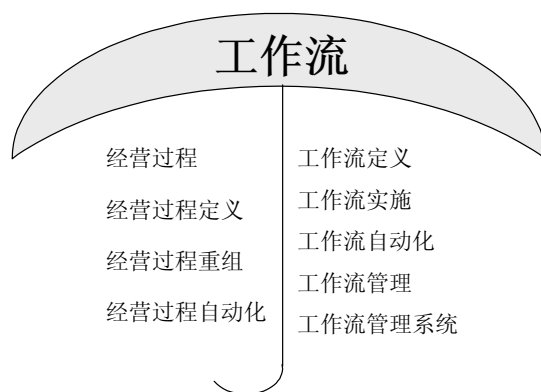 工作流
经营过程
经营过程定义
经营过程重组
经营过程自动化
工作流定义
工作流实施
工作流自动化
工作流管理
工作流管理系统